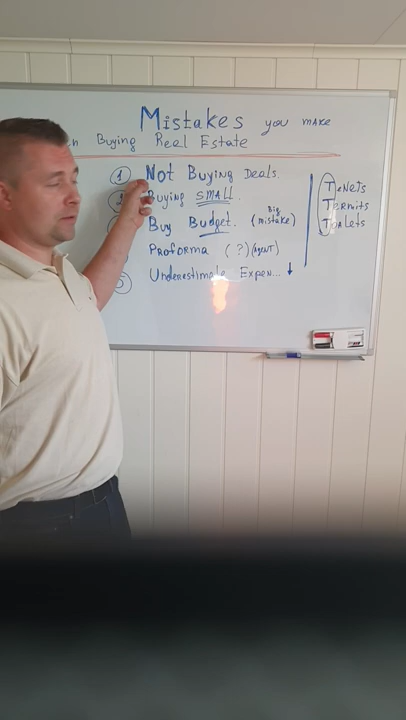 Mistakes you make
n Buying Real Estate
1 Not Buying Deals.
Buying SMALL.
Buy Budget. (Big mistake)
Proforma (?) (Agent)
Underestimate Expen... ↓
TeNeTs
Termits
Toilets